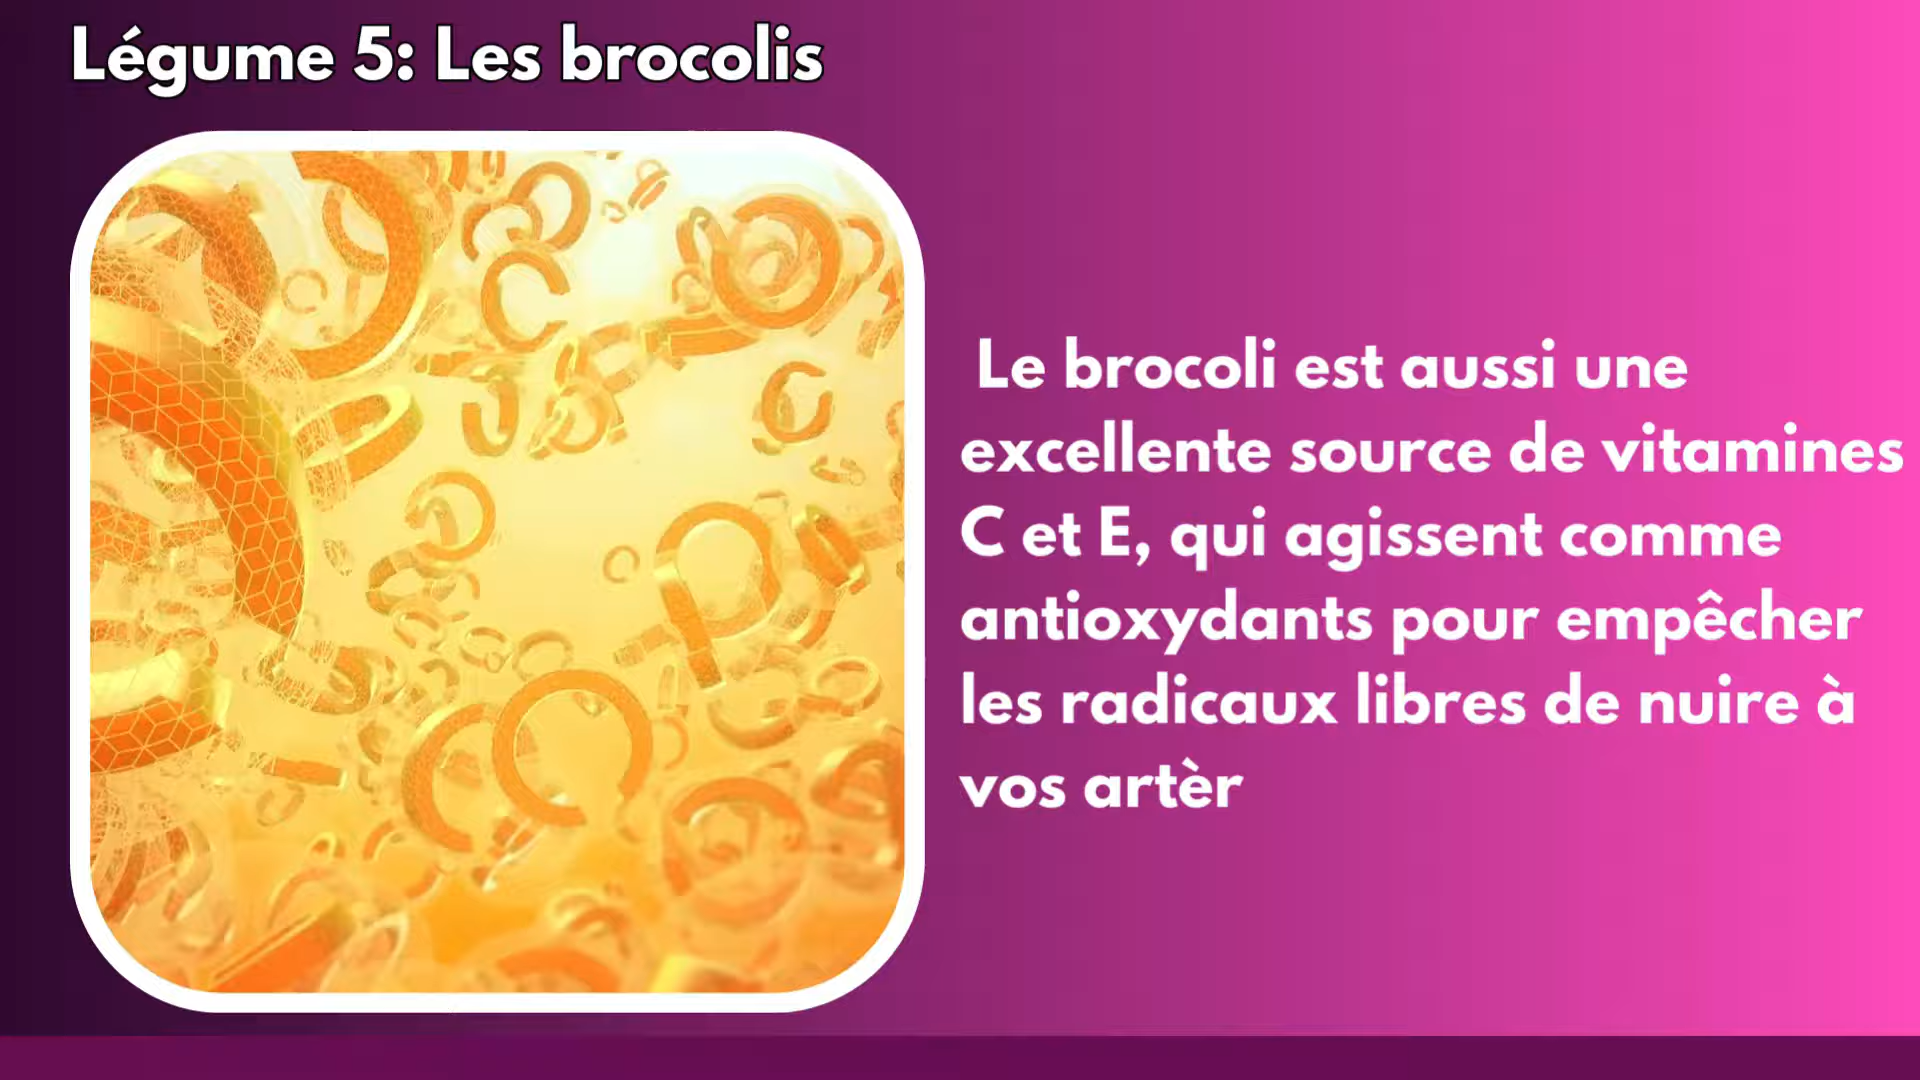 Légume 5: Les brocolis
Le brocoli est aussi une
excellente source de vitamines
C et E, qui agissent comme
antioxydants pour empêcher
les radicaux libres de nuire à
vos artèr